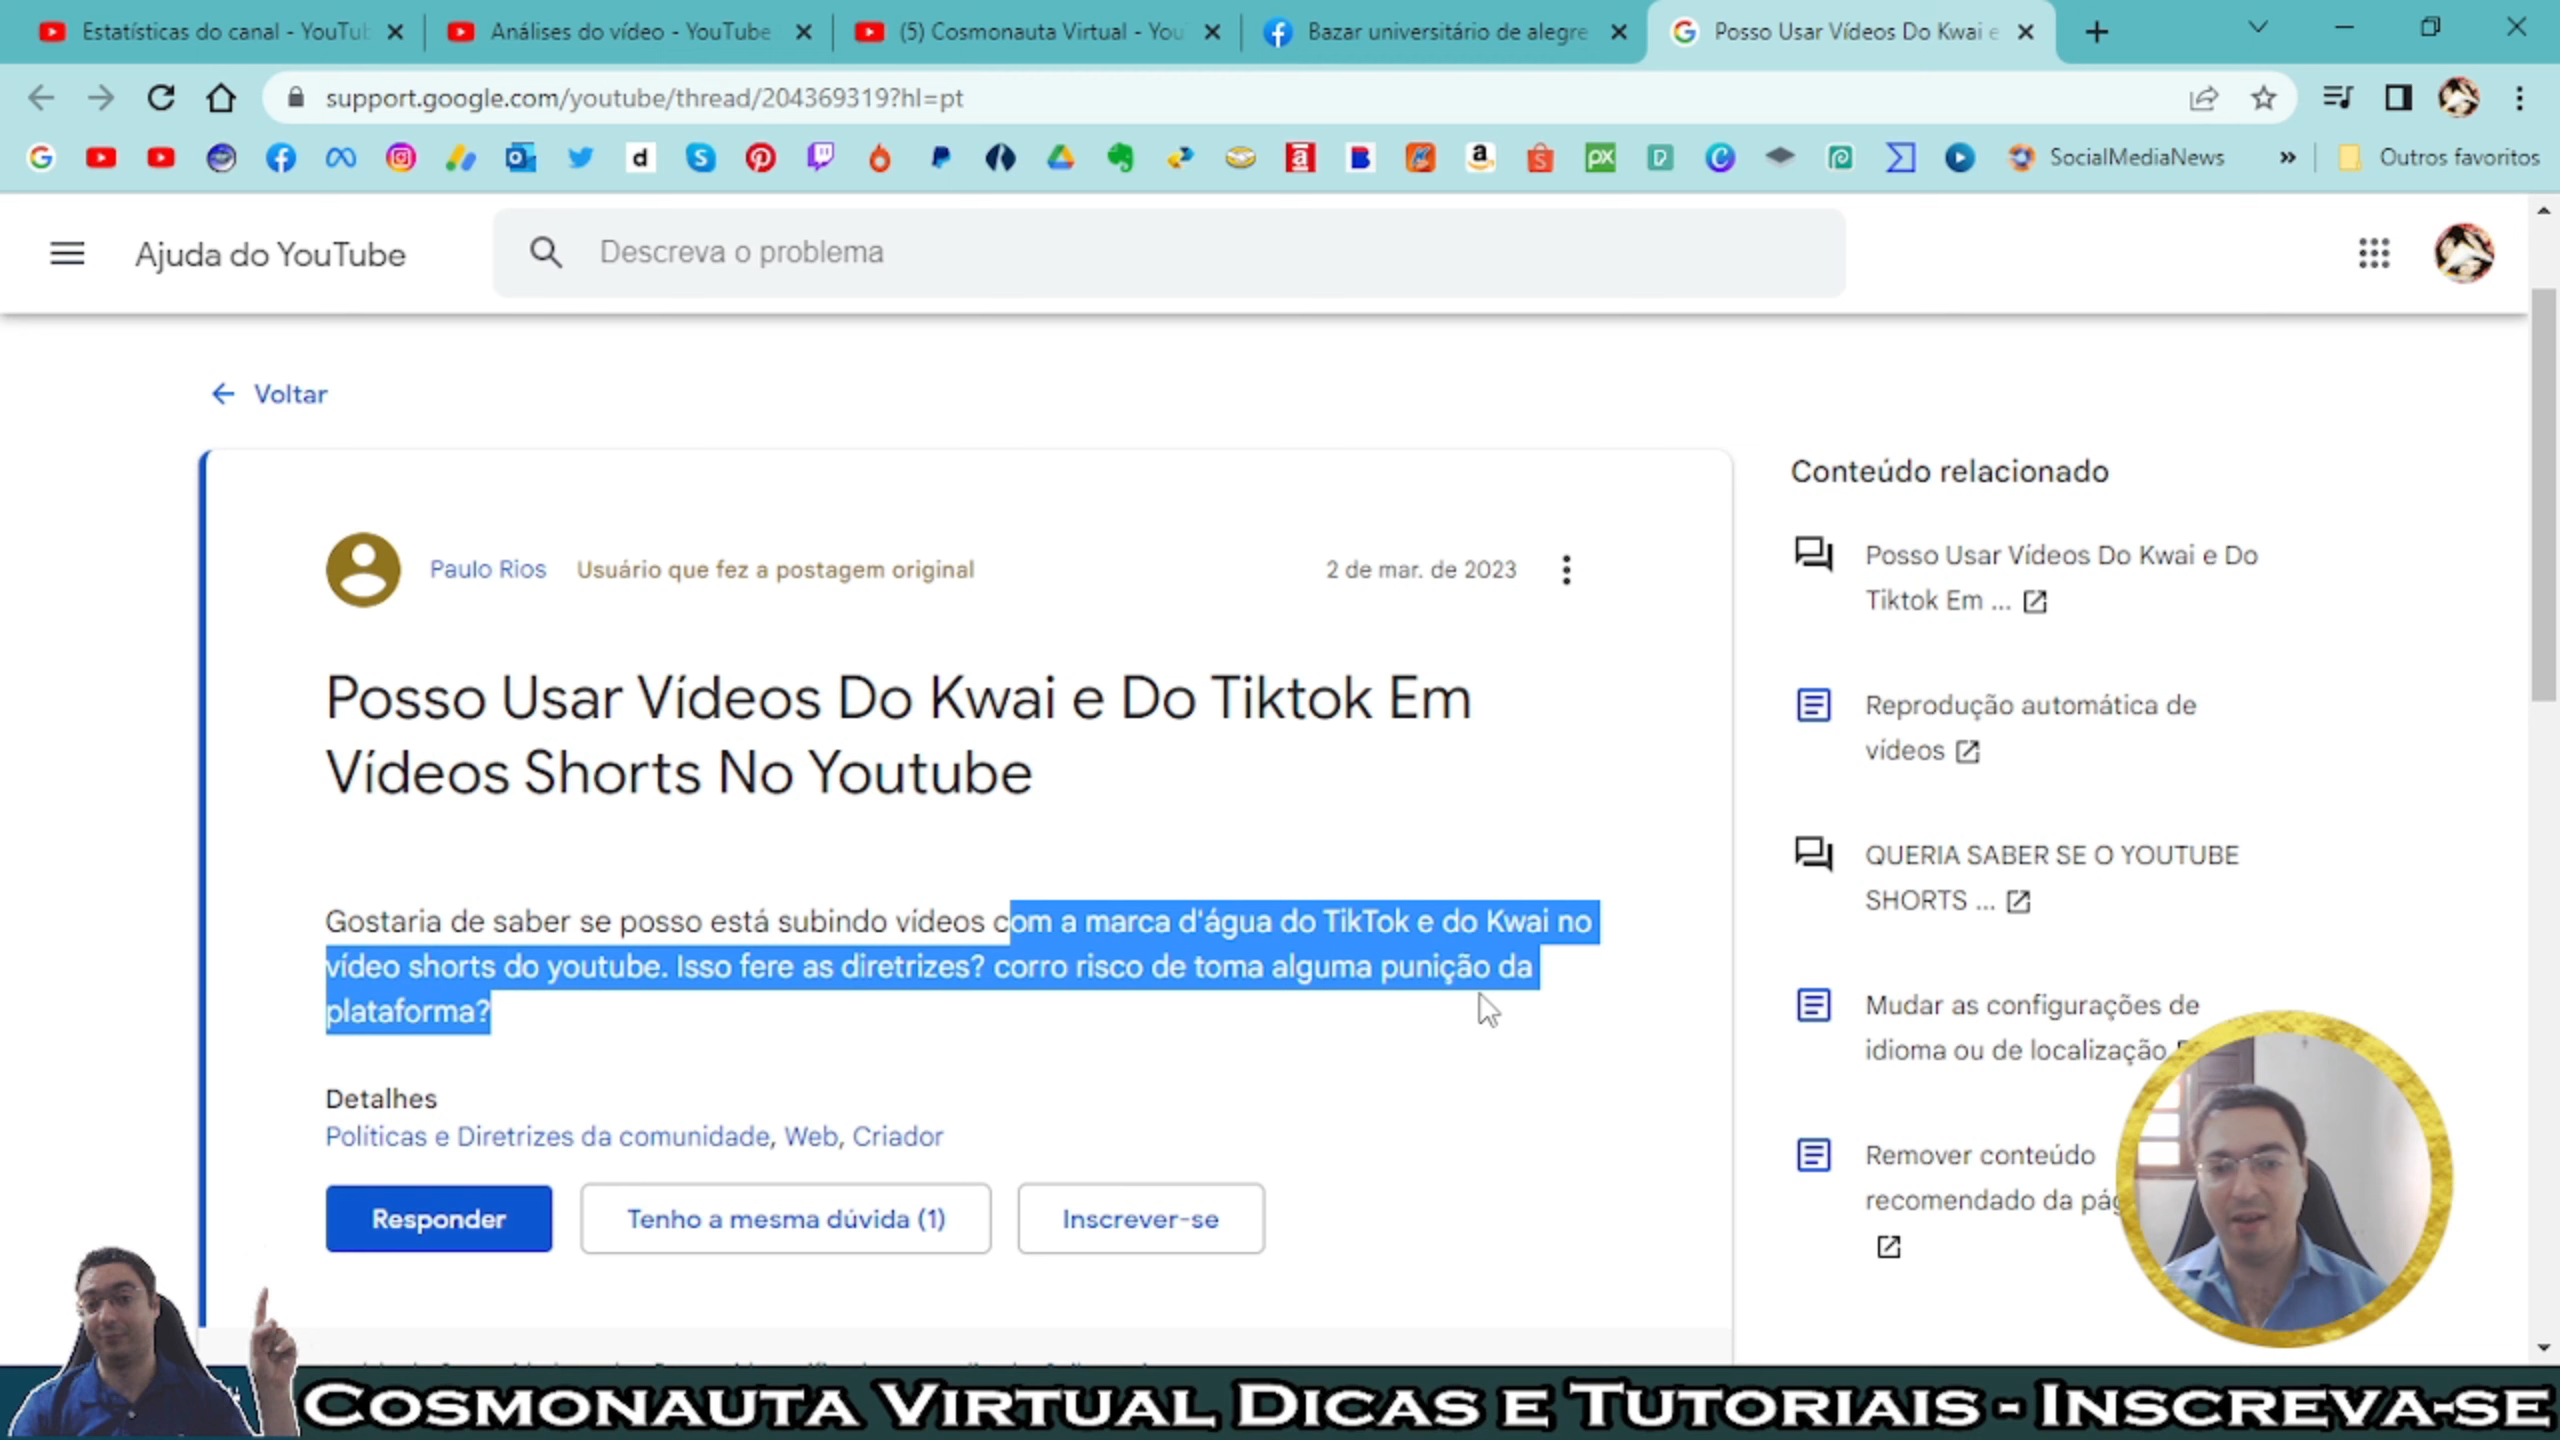 Estatísticas do canal - YouTub
Análises do vídeo - YouTube
(5) Cosmonauta Virtual - You
Bazar universitário de alegre
Posso Usar Vídeos Do Kwai e
support.google.com/youtube/thread/204369319?hl=pt
SocialMediaNews
Outros favoritos
Ajuda do YouTube
Descreva o problema
Voltar
Paulo Rios
Usuário que fez a postagem original
2 de mar. de 2023
Posso Usar Vídeos Do Kwai e Do Tiktok Em
Vídeos Shorts No Youtube
Gostaria de saber se posso está subindo vídeos com a marca d'água do TikTok e do Kwai no
vídeo shorts do youtube. Isso fere as diretrizes? corro risco de toma alguma punição da
plataforma?
Detalhes
Políticas e Diretrizes da comunidade, Web, Criador
Responder
Tenho a mesma dúvida (1)
Inscrever-se
Conteúdo relacionado
Posso Usar Vídeos Do Kwai e Do
Tiktok Em ...
Reprodução automática de
vídeos
QUERIA SABER SE O YOUTUBE
SHORTS ...
Mudar as configurações de
idioma ou de localização
Remover conteúdo
recomendado da pág
Cosmonauta Virtual Dicas e Tutoriais - Inscreva-se